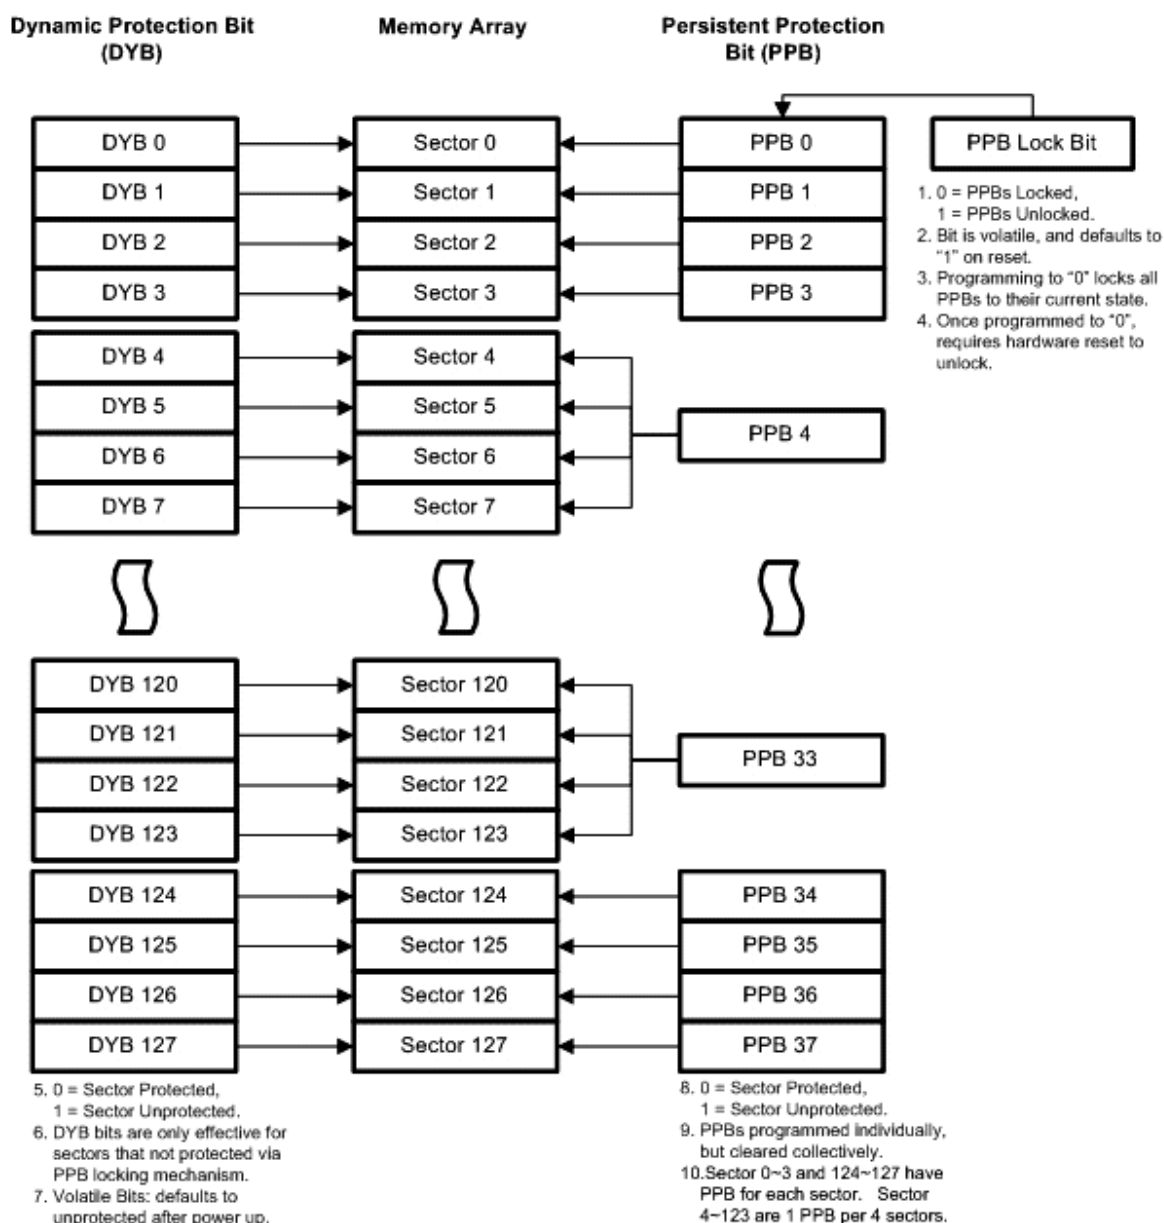 Dynamic Protection Bit
(DYB)
Memory Array
Persistent Protection
Bit (PPB)
DYB 0
Sector 0
PPB 0
PPB Lock Bit
DYB 1
Sector 1
PPB 1
DYB 2
Sector 2
PPB 2
DYB 3
Sector 3
PPB 3
1. 0 = PPBs Locked,
1 = PPBs Unlocked.
2. Bit is volatile, and defaults to
“1” on reset.
3. Programming to “0” locks all
PPBs to their current state.
4. Once programmed to “0”,
requires hardware reset to
unlock.
DYB 4
Sector 4
DYB 5
Sector 5
PPB 4
DYB 6
Sector 6
DYB 7
Sector 7
DYB 120
Sector 120
DYB 121
Sector 121
PPB 33
DYB 122
Sector 122
DYB 123
Sector 123
DYB 124
Sector 124
PPB 34
DYB 125
Sector 125
PPB 35
DYB 126
Sector 126
PPB 36
DYB 127
Sector 127
PPB 37
5. 0 = Sector Protected,
1 = Sector Unprotected.
6. DYB bits are only effective for
sectors that not protected via
PPB locking mechanism.
7. Volatile Bits: defaults to
unprotected after power up.
8. 0 = Sector Protected,
1 = Sector Unprotected.
9. PPBs programmed individually,
but cleared collectively.
10.Sector 0~3 and 124~127 have
PPB for each sector. Sector
4~123 are 1 PPB per 4 sectors.